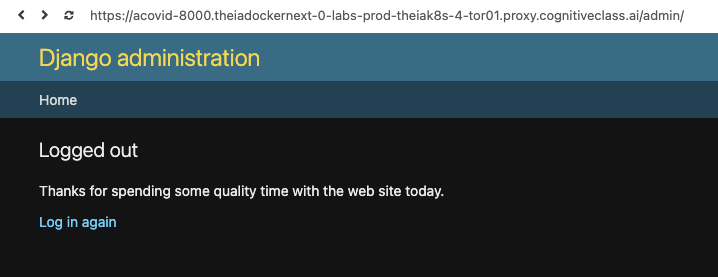 https://acovid-8000.theiadockernext-0-labs-prod-theiak8s-4-tor01.proxy.cognitiveclass.ai/admin/
Django administration
Home
Logged out
Thanks for spending some quality time with the web site today.
Log in again